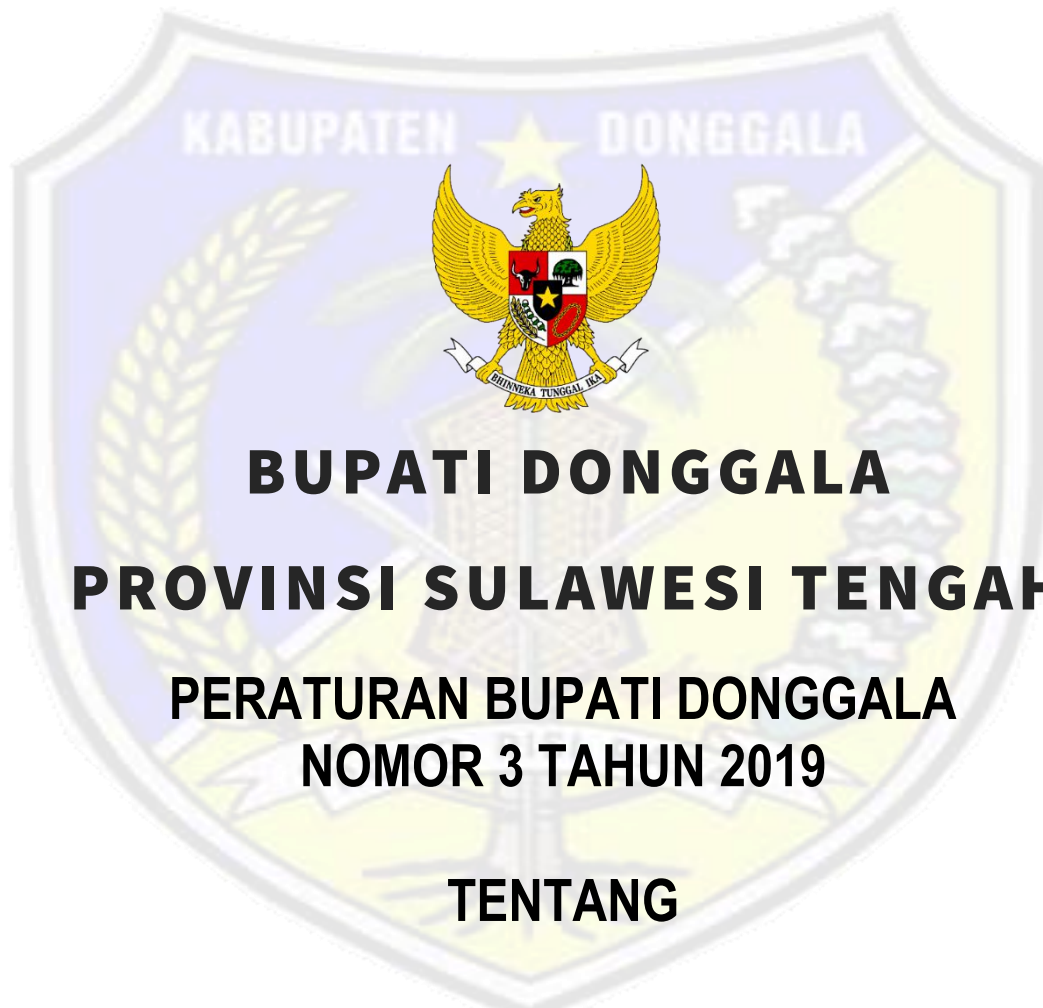 KABUPATEN DONGGALA
BHINNEKA TUNGGAL IKA
BUPATI DONGGALA
PROVINSI SULAWESI TENGAH
PERATURAN BUPATI DONGGALA
NOMOR 3 TAHUN 2019
TENTANG